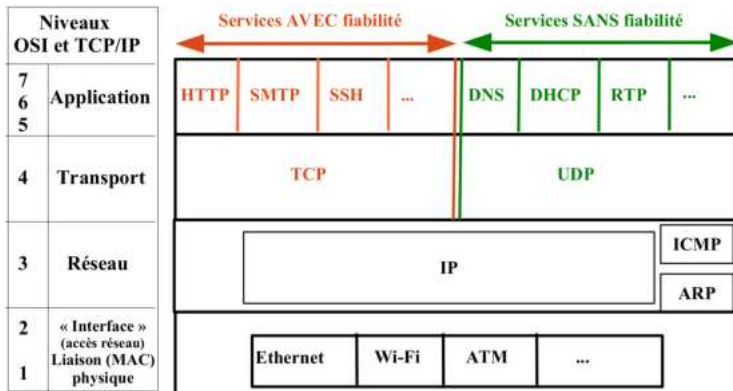 Niveaux
OSI et TCP/IP
Services AVEC fiabilité
Services SANS fiabilité
7
6
5
Application
HTTP
SMTP
SSH
...
DNS
DHCP
RTP
...
4
Transport
TCP
UDP
3
Réseau
IP
ICMP
ARP
2
1
« Interface »
(accès réseau)
Liaison (MAC)
physique
Ethernet
Wi-Fi
ATM
...